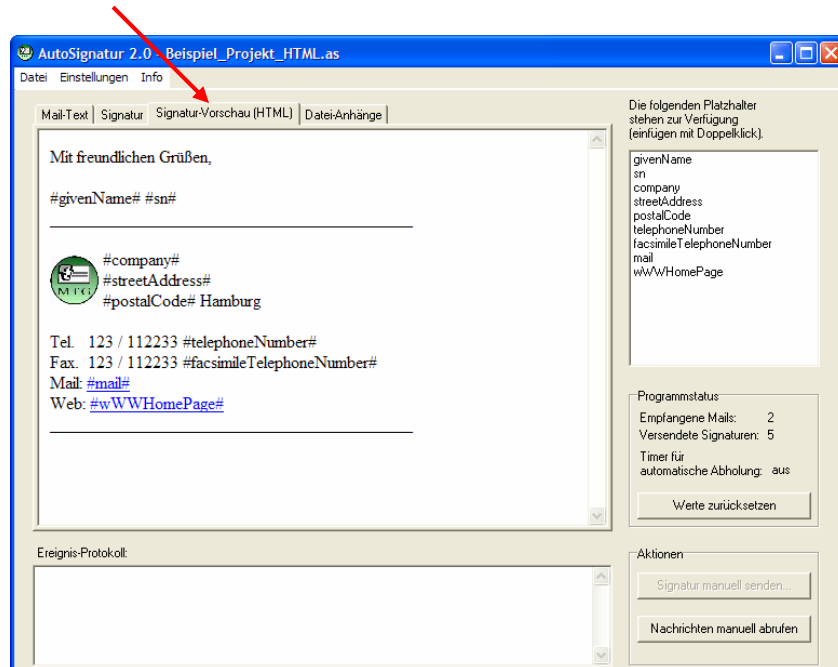 AutoSignatur 2.0 - Beispiel_Projekt_HTML.as
Datei Einstellungen Info
Mail-Text Signatur Signatur-Vorschau (HTML) Datei-Anhänge
Mit freundlichen Grüßen,
#givenName# #sn#
#company#
#streetAddress#
MTG
#postalCode# Hamburg
Tel. 123 / 112233 #telephoneNumber#
Fax. 123 / 112233 #facsimileTelephoneNumber#
Mail: #mail#
Web: #wWWHomePage#
Die folgenden Platzhalter
stehen zur Verfügung
(einfügen mit Doppelklick).
givenName
sn
company
streetAddress
postalCode
telephoneNumber
facsimileTelephoneNumber
mail
wWWHomePage
Programmstatus
Empfangene Mails: 2
Versendete Signaturen: 5
Timer für
automatische Abholung: aus
Werte zurücksetzen
Ereignis-Protokoll:
Aktionen
Signatur manuell senden...
Nachrichten manuell abrufen